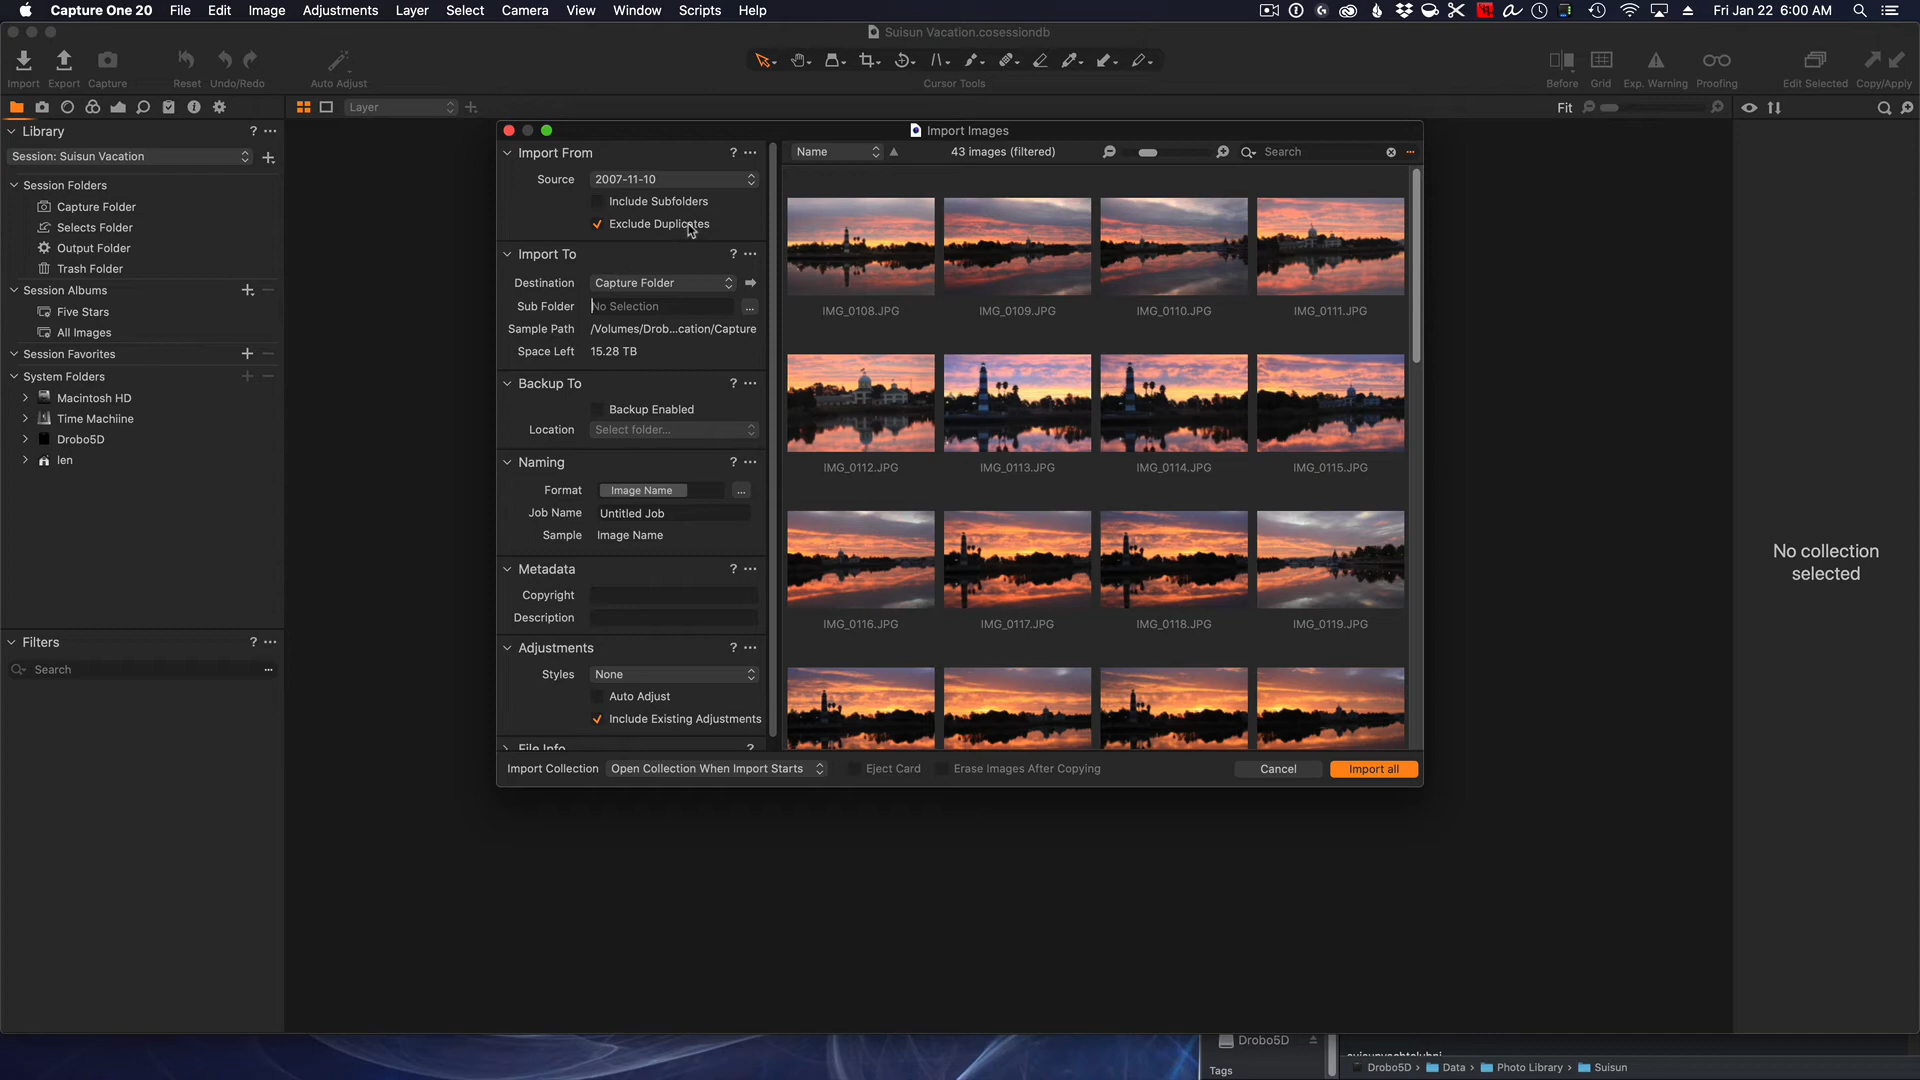 Capture One 20 File Edit Image Adjustments Layer Select Camera View Window Scripts Help Fri Jan 22 6:00 AM
Suisun Vacation.cosessiondb
Import Export Capture Reset Undo/Redo Auto Adjust Cursor Tools Before Grid Exp. Warning Proofing Edit Selected Copy/Apply
Layer Fit
Library ?
Session: Suisun Vacation
Session Folders
Capture Folder
Selects Folder
Output Folder
Trash Folder
Session Albums
Five Stars
All Images
Session Favorites
System Folders
Macintosh HD
Time Machiine
Drobo5D
len
Filters ?
Search
Import Images
Import From ?
Source 2007-11-10
Include Subfolders
Exclude Duplicates
Import To ?
Destination Capture Folder
Sub Folder No Selection
Sample Path /Volumes/Drob...cation/Capture
Space Left 15.28 TB
Backup To ?
Backup Enabled
Location Select folder...
Naming ?
Format Image Name
Job Name Untitled Job
Sample Image Name
Metadata ?
Copyright
Description
Adjustments ?
Styles None
Auto Adjust
Include Existing Adjustments
File Info ?
Name 43 images (filtered) Search
IMG_0108.JPG IMG_0109.JPG IMG_0110.JPG IMG_0111.JPG
IMG_0112.JPG IMG_0113.JPG IMG_0114.JPG IMG_0115.JPG
IMG_0116.JPG IMG_0117.JPG IMG_0118.JPG IMG_0119.JPG
Import Collection Open Collection When Import Starts Eject Card Erase Images After Copying Cancel Import all
No collection
selected
Drobo5D
Tags
Drobo5D › Data › Photo Library › Suisun